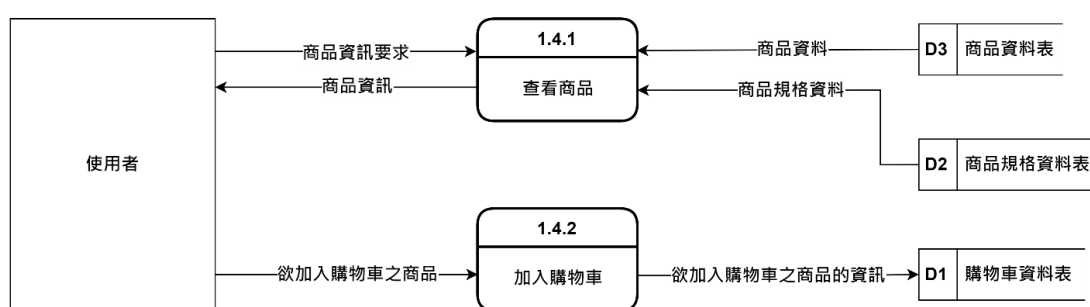 1.4.1
商品資訊要求
商品資料
D3
商品資料表
商品資訊
查看商品
商品規格資料
使用者
D2
商品規格資料表
1.4.2
欲加入購物車之商品
加入購物車
欲加入購物車之商品的資訊
D1
購物車資料表